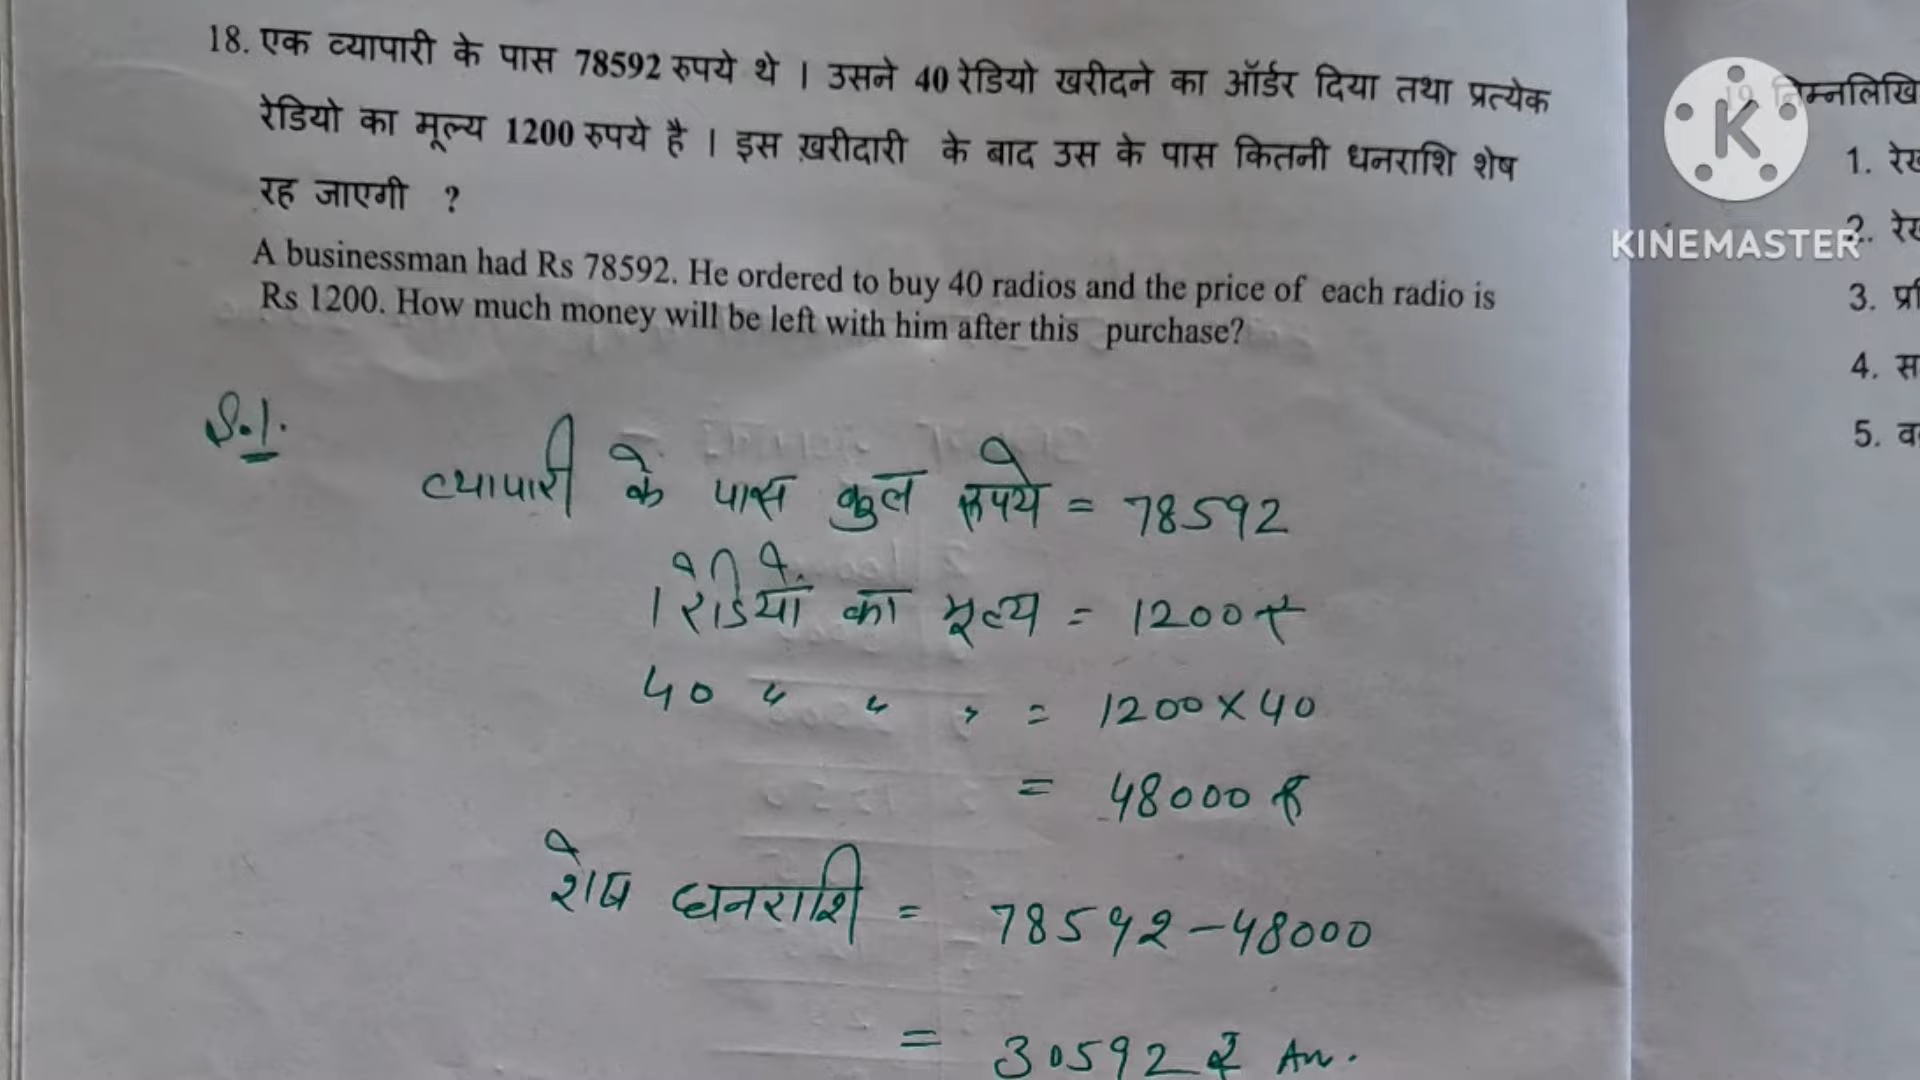 18. एक व्यापारी के पास 78592 रुपये थे । उसने 40 रेडियो खरीदने का ऑर्डर दिया तथा प्रत्येक
रेडियो का मूल्य 1200 रुपये है । इस ख़रीदारी के बाद उस के पास कितनी धनराशि शेष
रह जाएगी ?
A businessman had Rs 78592. He ordered to buy 40 radios and the price of each radio is
Rs 1200. How much money will be left with him after this purchase?
Sol.
व्यापारी के पास कुल रूपये = 78592
1 रेडियो का मूल्य = 1200 ₹
40 " " " = 1200 × 40
= 48000 ₹
शेष धनराशि = 78592 - 48000
= 30592 ₹ An.
K
KINEMASTER
19. निम्नलिखि
1. रेख
2. रेख
3. प्रि
4. स
5. व